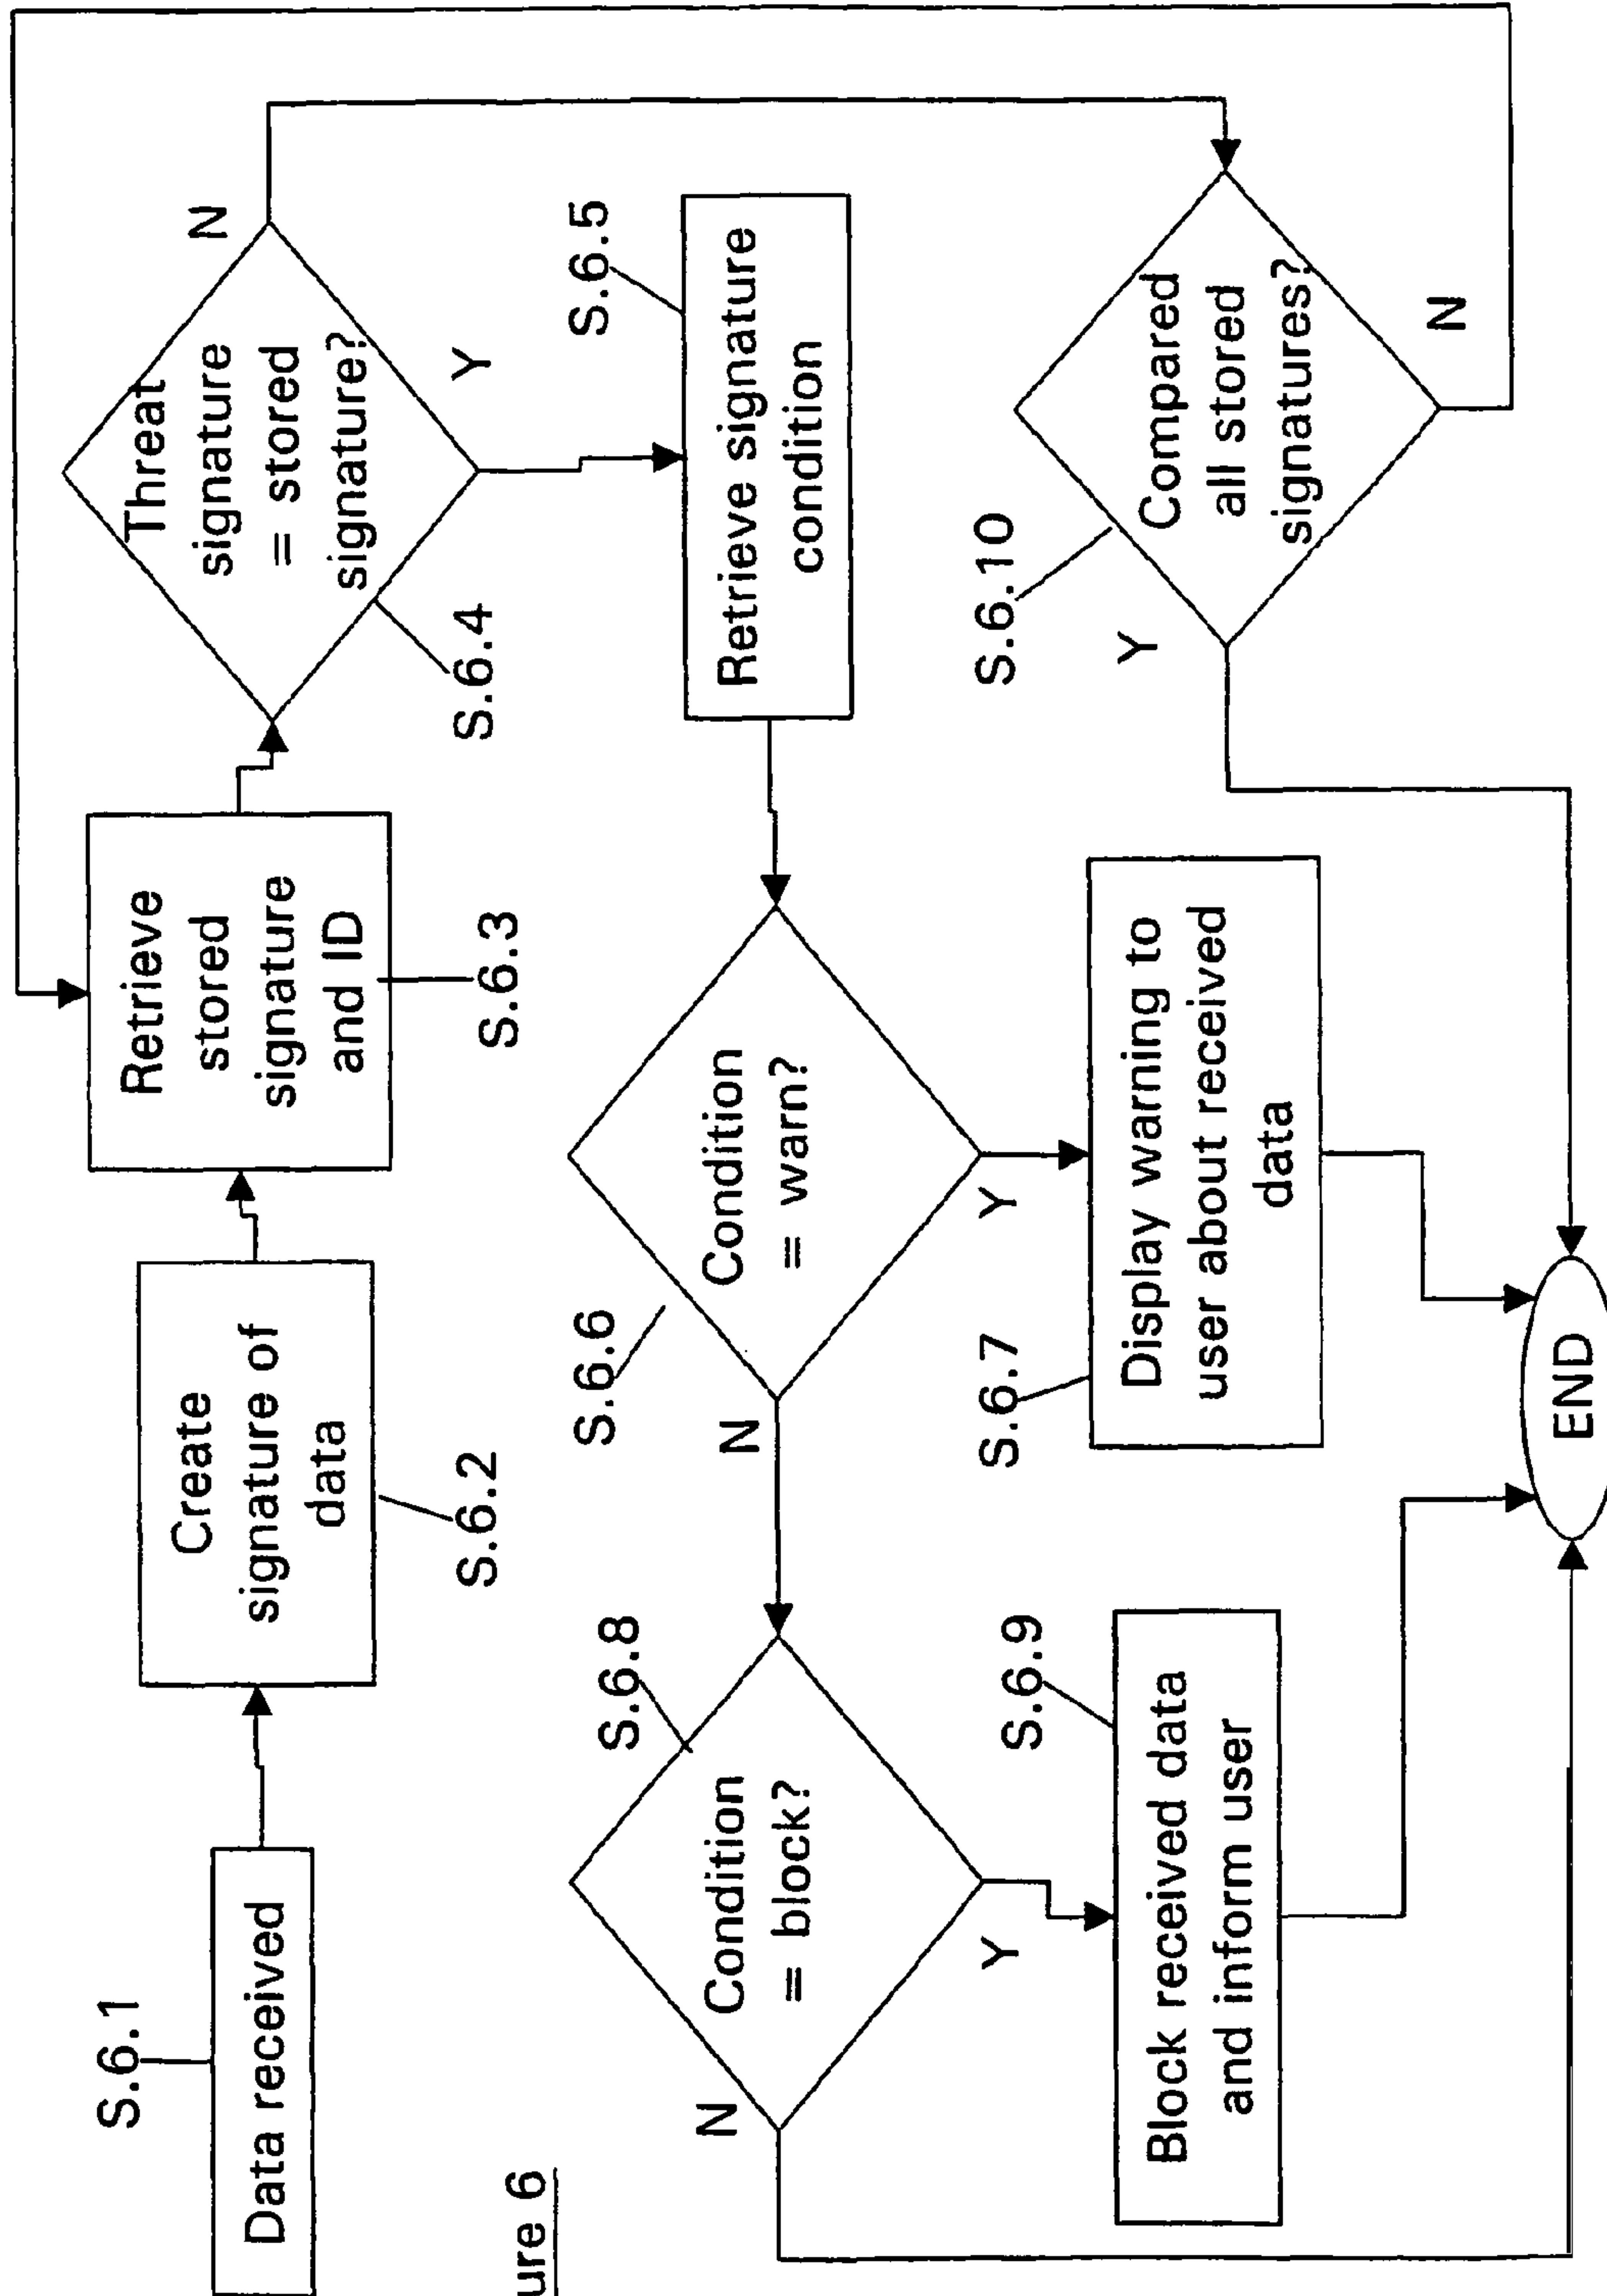 S.6.1
Data received
Create
signature of
data
S.6.2
Retrieve
stored
signature
and ID
S.6.3
Threat
signature
= stored
signature?
S.6.4
N
Y
S.6.5
Retrieve signature
condition
S.6.6
Condition
= warn?
N
Y
S.6.7
Display warning to
user about received
data
S.6.8
Condition
= block?
N
Y
S.6.9
Block received data
and inform user
S.6.10
Compared
all stored
signatures?
Y
N
END
ure 6